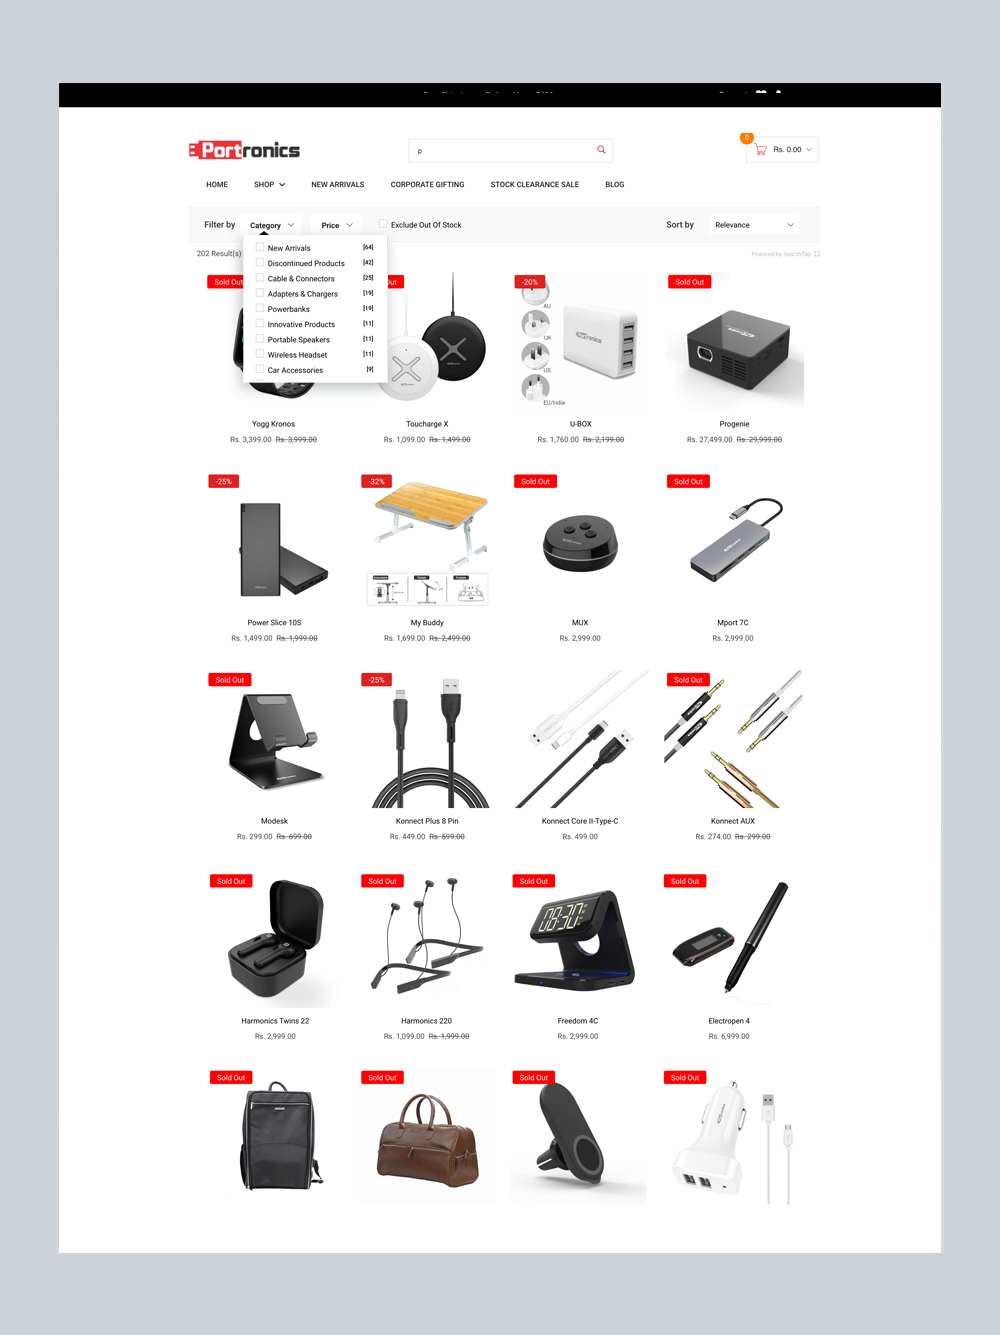 Portronics
p
0
Rs. 0.00
HOME SHOP NEW ARRIVALS CORPORATE GIFTING STOCK CLEARANCE SALE BLOG
Filter by Category Price Exclude Out Of Stock Sort by Relevance
202 Result(s)
Powered by SearchTap
New Arrivals [64]
Discontinued Products [42]
Cable & Connectors [25]
Adapters & Chargers [19]
Powerbanks [19]
Innovative Products [11]
Portable Speakers [11]
Wireless Headset [11]
Car Accessories [9]
Sold Out
Out
-20%
Sold Out
AU
UK
US
EU/India
Portronics
Yogg Kronos Toucharge X U-BOX Progenie
Rs. 3,399.00 Rs. 3,999.00 Rs. 1,099.00 Rs. 1,499.00 Rs. 1,760.00 Rs. 2,199.00 Rs. 27,499.00 Rs. 29,999.00
-25% -32% Sold Out Sold Out
Power Slice 10S My Buddy MUX Mport 7C
Rs. 1,499.00 Rs. 1,999.00 Rs. 1,699.00 Rs. 2,499.00 Rs. 2,999.00 Rs. 2,999.00
Sold Out -25% Sold Out
Modesk Konnect Plus 8 Pin Konnect Core II-Type-C Konnect AUX
Rs. 299.00 Rs. 699.00 Rs. 449.00 Rs. 599.00 Rs. 499.00 Rs. 274.00 Rs. 299.00
Sold Out Sold Out Sold Out Sold Out
08:30
Harmonics Twins 22 Harmonics 220 Freedom 4C Electropen 4
Rs. 2,999.00 Rs. 1,099.00 Rs. 1,999.00 Rs. 2,999.00 Rs. 6,999.00
Sold Out Sold Out Sold Out Sold Out